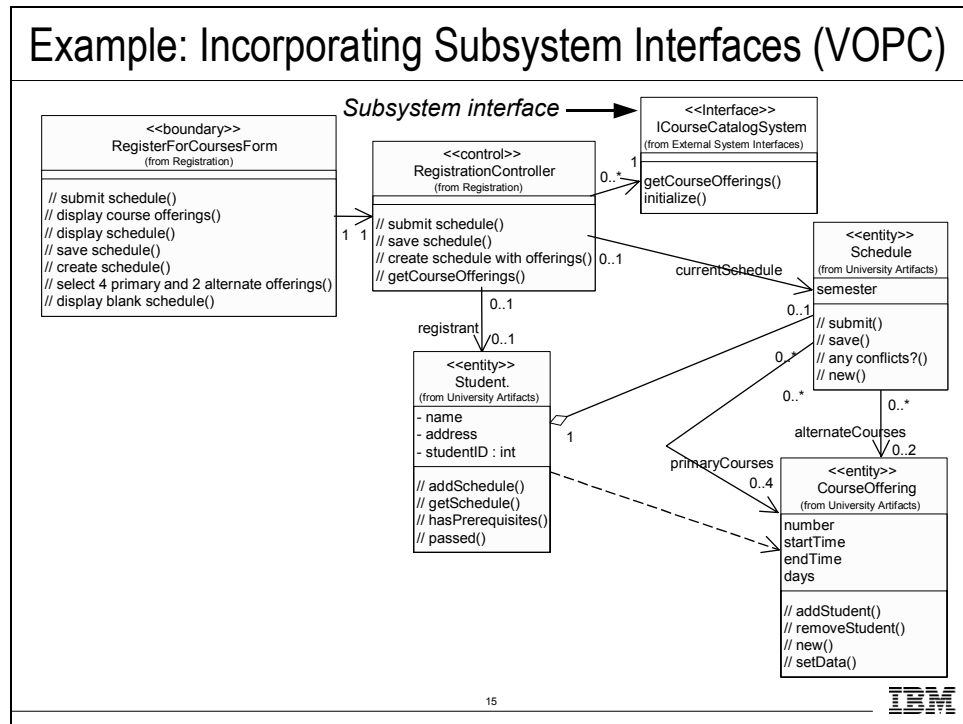 Example: Incorporating Subsystem Interfaces (VOPC)
Subsystem interface
<<boundary>>
RegisterForCoursesForm
(from Registration)
// submit schedule()
// display course offerings()
// display schedule()
// save schedule()
// create schedule()
// select 4 primary and 2 alternate offerings()
// display blank schedule()
1
1
<<control>>
RegistrationController
(from Registration)
// submit schedule()
// save schedule()
// create schedule with offerings()
// getCourseOfferings()
0..*
1
<<Interface>>
ICourseCatalogSystem
(from External System Interfaces)
getCourseOfferings()
initialize()
0..1
currentSchedule
0..1
<<entity>>
Schedule
(from University Artifacts)
semester
// submit()
// save()
// any conflicts?()
// new()
0..1
registrant
0..1
<<entity>>
Student.
(from University Artifacts)
- name
- address
- studentID : int
// addSchedule()
// getSchedule()
// hasPrerequisites()
// passed()
1
0..*
0..*
0..*
alternateCourses
0..2
primaryCourses
0..4
<<entity>>
CourseOffering
(from University Artifacts)
number
startTime
endTime
days
// addStudent()
// removeStudent()
// new()
// setData()
15
IBM